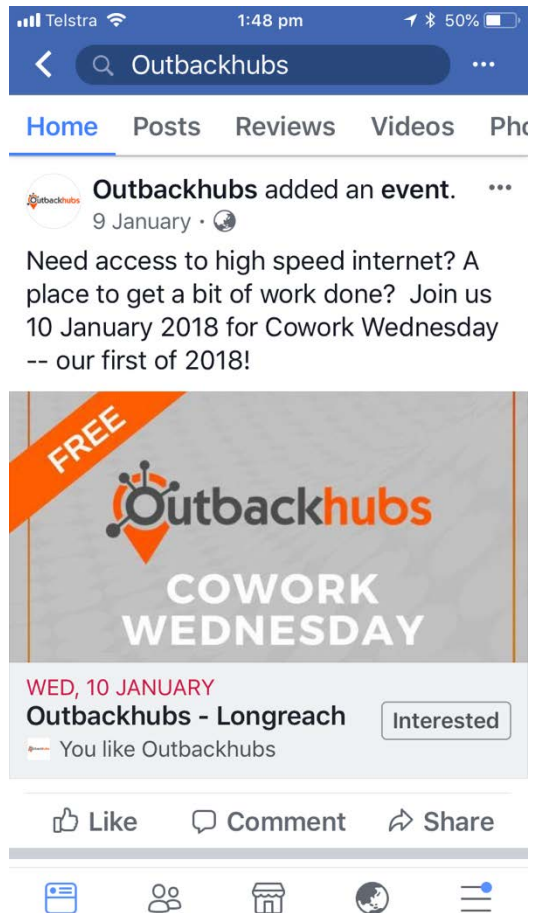 Telstra 1:48 pm 50%
Outbackhubs
Home Posts Reviews Videos Pho
Outbackhubs added an event.
9 January ·
Need access to high speed internet? A
place to get a bit of work done?  Join us
10 January 2018 for Cowork Wednesday
-- our first of 2018!
FREE
Outbackhubs
COWORK
WEDNESDAY
WED, 10 JANUARY
Outbackhubs - Longreach
Interested
You like Outbackhubs
Like Comment Share